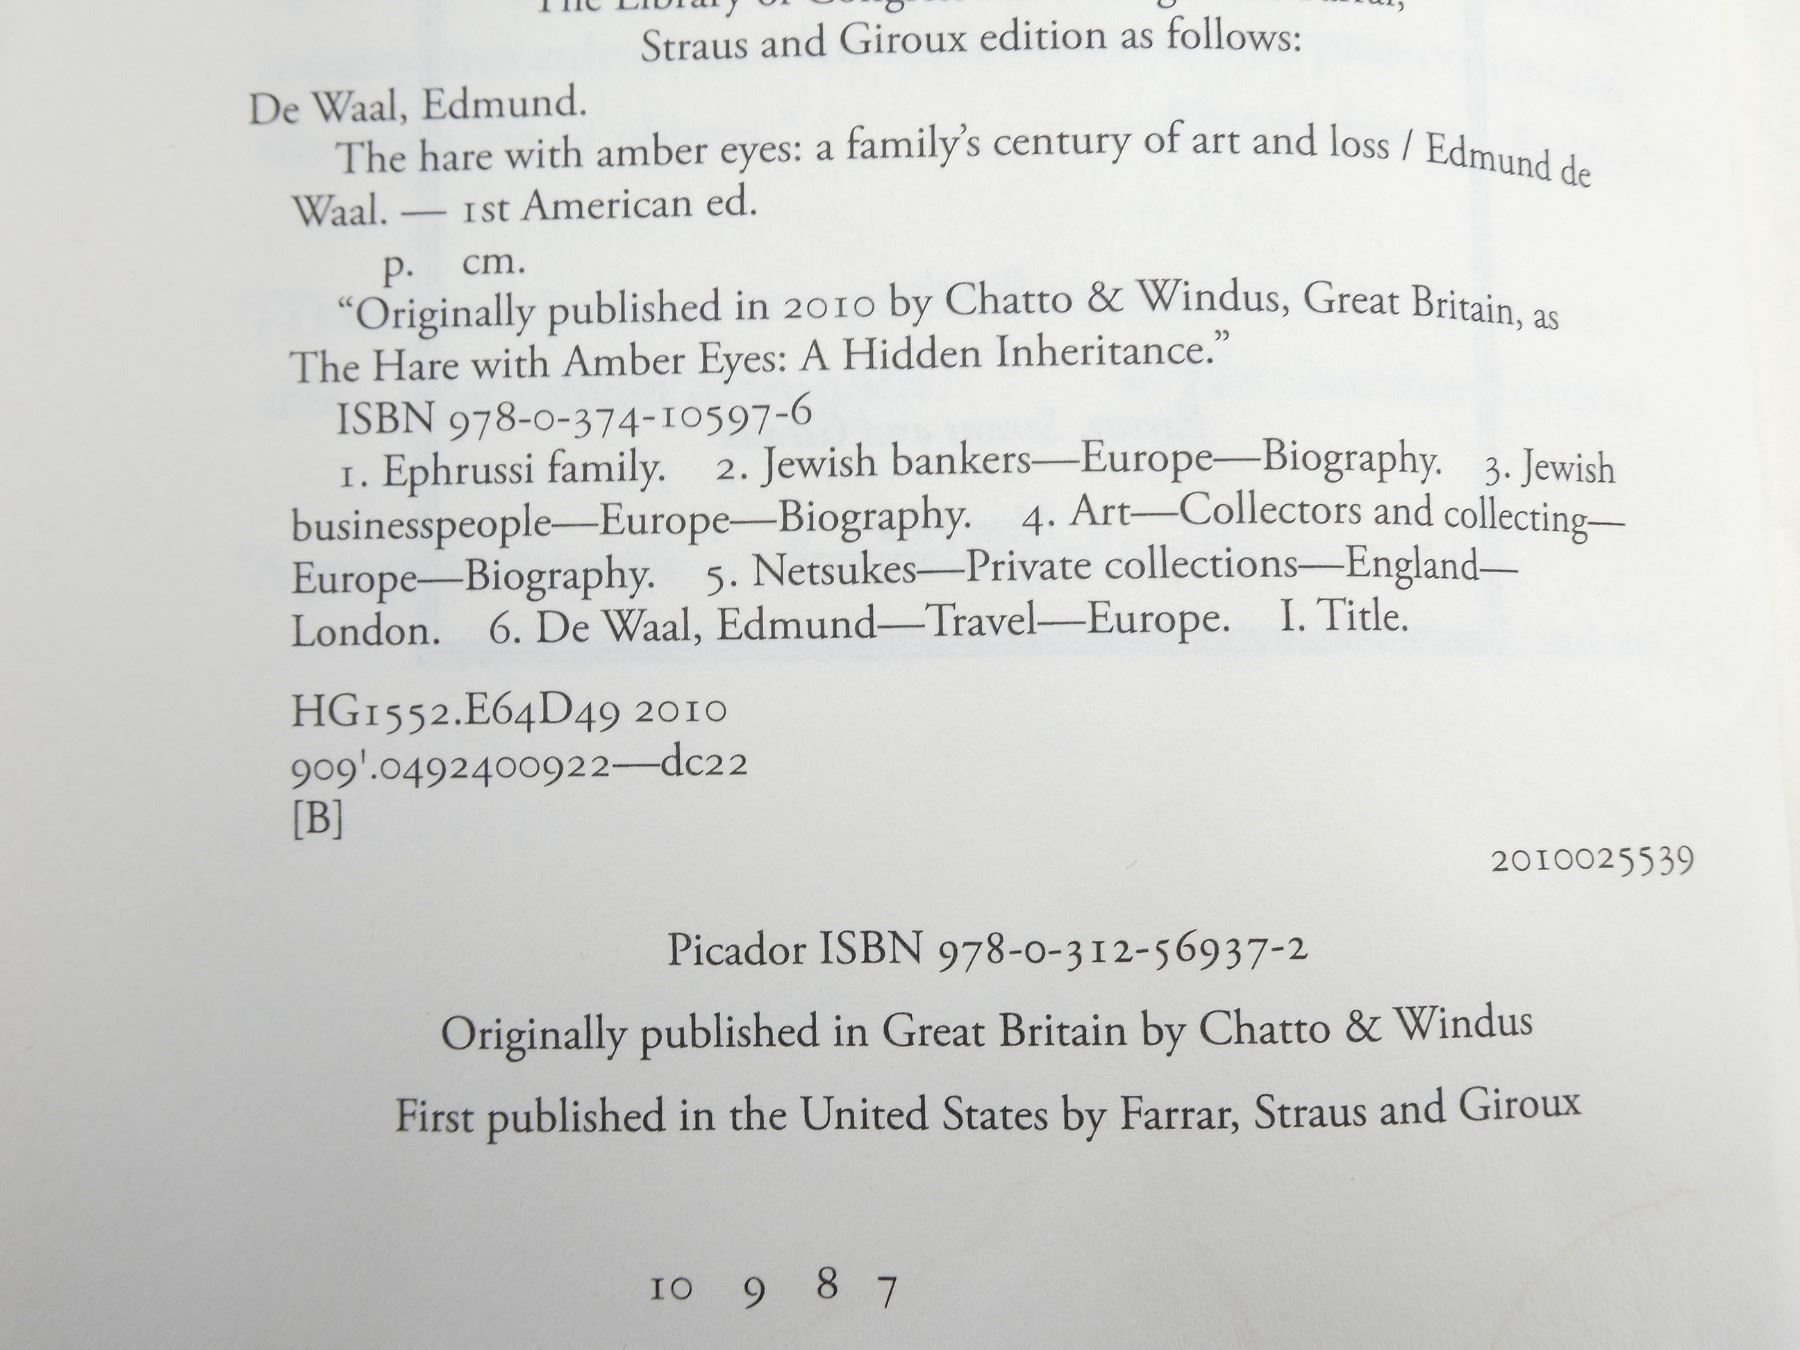 The Library of
Straus and Giroux edition as follows:
De Waal, Edmund.
The hare with amber eyes: a family’s century of art and loss / Edmund de
Waal. — 1st American ed.
p. cm.
“Originally published in 2010 by Chatto & Windus, Great Britain, as
The Hare with Amber Eyes: A Hidden Inheritance.”
ISBN 978-0-374-10597-6
1. Ephrussi family. 2. Jewish bankers—Europe—Biography. 3. Jewish
businesspeople—Europe—Biography. 4. Art—Collectors and collecting—
Europe—Biography. 5. Netsukes—Private collections—England—
London. 6. De Waal, Edmund—Travel—Europe. I. Title.
HG1552.E64D49 2010
909'.0492400922—dc22
[B]
2010025539
Picador ISBN 978-0-312-56937-2
Originally published in Great Britain by Chatto & Windus
First published in the United States by Farrar, Straus and Giroux
10 9 8 7